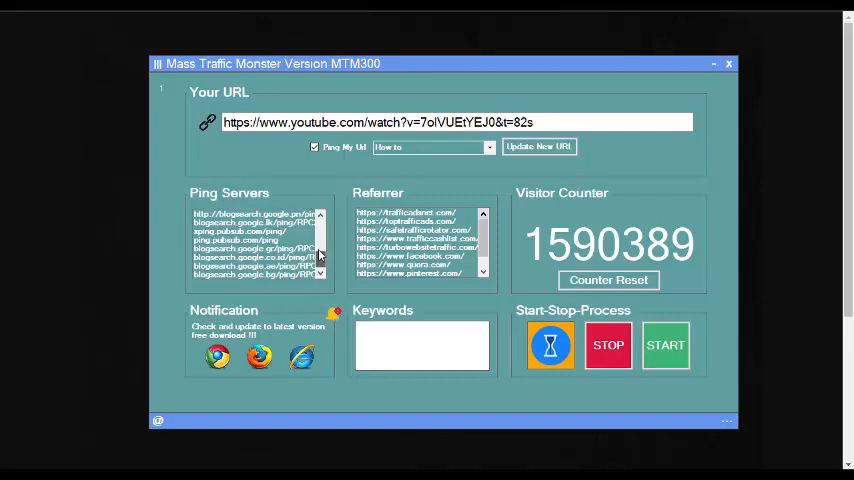 Mass Traffic Monster Version MTM300
- x
1
Your URL
https://www.youtube.com/watch?v=7olVUEtYEJ0&t=82s
Ping My Url
How to
Update New URL
Ping Servers
http://blogsearch.google.pn/pin
blogsearch.google.lk/ping/RPC
xping.pubsub.com/ping/
ping.pubsub.com/ping
blogsearch.google.gr/ping/RPC
blogsearch.google.co.id/ping/R
blogsearch.google.ae/ping/RPC
blogsearch.google.bg/ping/RPC
Referrer
https://trafficadsnet.com/
https://toptrafficads.com/
https://safetrafficrotator.com/
https://www.trafficcashlist.com/
https://turbowebsitetraffic.com/
https://www.facebook.com/
https://www.quora.com/
https://www.pinterest.com/
Visitor Counter
1590389
Counter Reset
Notification
Check and update to latest version
free download !!!
Keywords
Start-Stop-Process
STOP
START
@
...